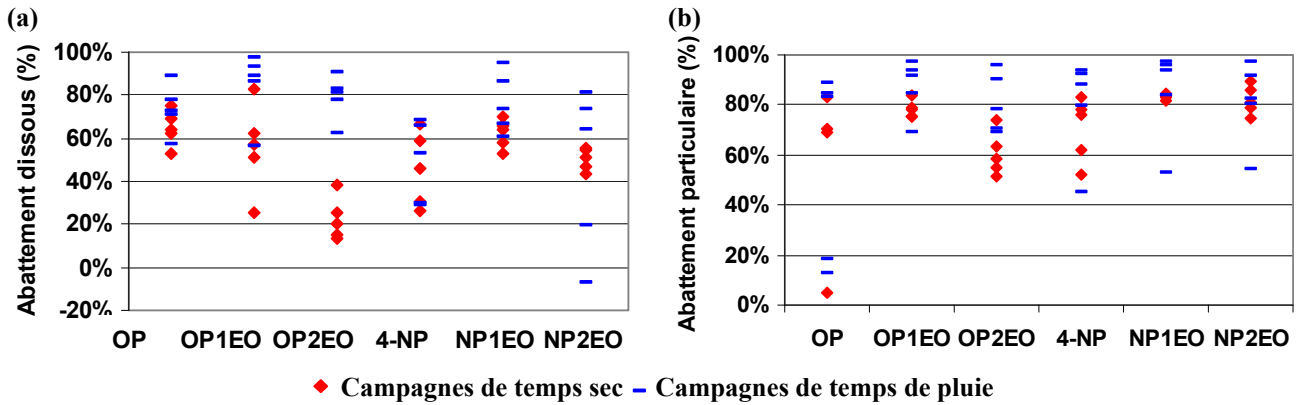 (a)
Abattement dissous (%)
100%
80%
60%
40%
20%
0%
-20%
OP OP1EO OP2EO 4-NP NP1EO NP2EO
(b)
Abattement particulaire (%)
100%
80%
60%
40%
20%
0%
OP OP1EO OP2EO 4-NP NP1EO NP2EO
Campagnes de temps sec Campagnes de temps de pluie